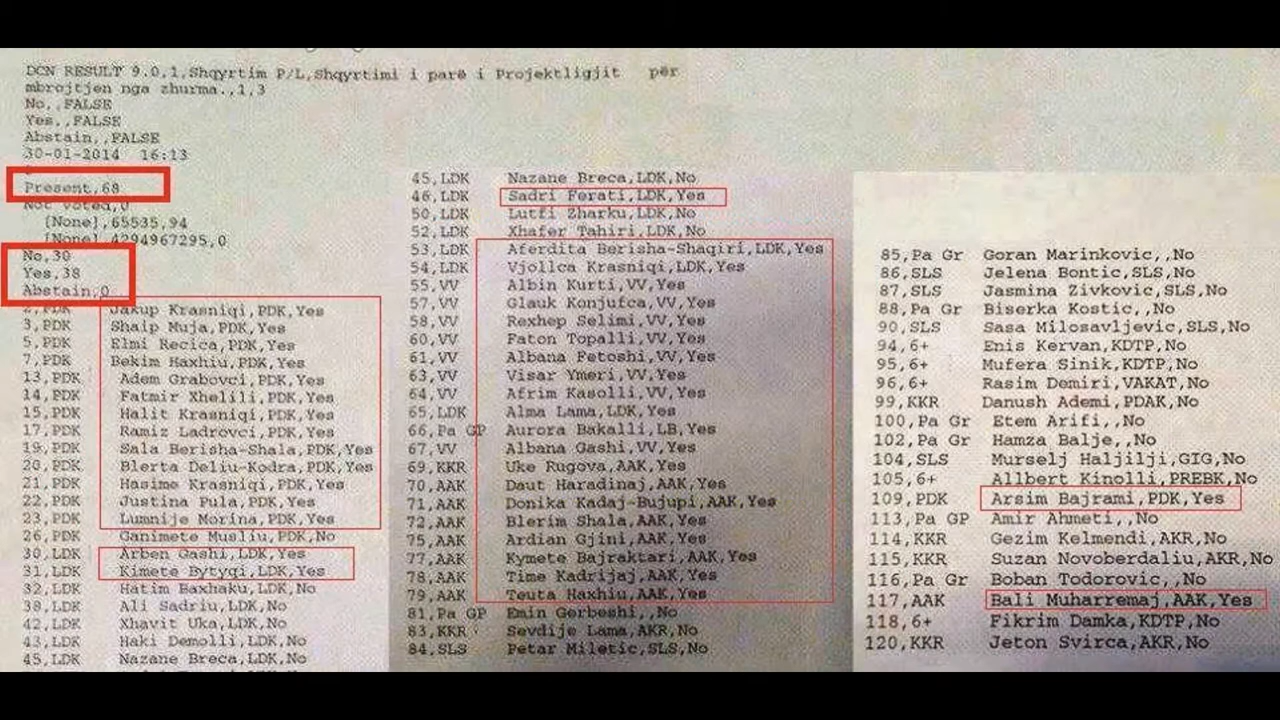 DCN RESULT 9.0,1,Shqyrtim P/L,Shqyrtimi i parë i Projektligjit për
mbrojtjen nga zhurma.,1,3
No,,FALSE
Yes,,FALSE
Abstain,,FALSE
30-01-2014 16:13
Present,68
Not voted,0
[None],65535,94
[None],4294967295,0
No,30
Yes,38
Abstain,0
2,PDK Jakup Krasniqi,PDK,Yes
3,PDK Shaip Muja,PDK,Yes
5,PDK Elmi Recica,PDK,Yes
7,PDK Bekim Haxhiu,PDK,Yes
13,PDK Adem Grabovci,PDK,Yes
14,PDK Fatmir Xhelili,PDK,Yes
15,PDK Halit Krasniqi,PDK,Yes
17,PDK Ramiz Ladrovci,PDK,Yes
19,PDK Sala Berisha-Shala,PDK,Yes
20,PDK Blerta Deliu-Kodra,PDK,Yes
21,PDK Hasime Krasniqi,PDK,Yes
22,PDK Justina Pula,PDK,Yes
23,PDK Lumnije Morina,PDK,Yes
26,PDK Ganimete Musliu,PDK,No
30,LDK Arben Gashi,LDK,Yes
31,LDK Kimete Bytyqi,LDK,Yes
32,LDK Hatim Baxhaku,LDK,No
38,LDK Ali Sadriu,LDK,No
42,LDK Xhavit Uka,LDK,No
43,LDK Haki Demolli,LDK,No
45,LDK Nazane Breca,LDK,No
45,LDK Nazane Breca,LDK,No
46,LDK Sadri Ferati,LDK,Yes
50,LDK Lutfi Zharku,LDK,No
52,LDK Xhafer Tahiri,LDK,No
53,LDK Aferdita Berisha-Shaqiri,LDK,Yes
54,LDK Vjollca Krasniqi,LDK,Yes
55,VV Albin Kurti,VV,Yes
57,VV Glauk Konjufca,VV,Yes
58,VV Rexhep Selimi,VV,Yes
60,VV Faton Topalli,VV,Yes
61,VV Albana Fetoshi,VV,Yes
63,VV Visar Ymeri,VV,Yes
64,VV Afrim Kasolli,VV,Yes
65,LDK Alma Lama,LDK,Yes
66,Pa GP Aurora Bakalli,LB,Yes
67,VV Albana Gashi,VV,Yes
69,KKR Uke Rugova,AAK,Yes
70,AAK Daut Haradinaj,AAK,Yes
71,AAK Donika Kadaj-Bujupi,AAK,Yes
72,AAK Blerim Shala,AAK,Yes
75,AAK Ardian Gjini,AAK,Yes
77,AAK Kymete Bajraktari,AAK,Yes
78,AAK Time Kadrijaj,AAK,Yes
79,AAK Teuta Haxhiu,AAK,Yes
81,Pa GP Emin Gerbeshi,,No
83,KKR Sevdije Lama,AKR,No
84,SLS Petar Miletic,SLS,No
85,Pa Gr Goran Marinkovic,,No
86,SLS Jelena Bontic,SLS,No
87,SLS Jasmina Zivkovic,SLS,No
88,Pa Gr Biserka Kostic,,No
90,SLS Sasa Milosavljevic,SLS,No
94,6+ Enis Kervan,KDTP,No
95,6+ Mufera Sinik,KDTP,No
96,6+ Rasim Demiri,VAKAT,No
99,KKR Danush Ademi,PDAK,No
100,Pa Gr Etem Arifi,,No
102,Pa Gr Hamza Balje,,No
104,SLS Murselj Haljilji,GIG,No
105,6+ Allbert Kinolli,PREBK,No
109,PDK Arsim Bajrami,PDK,Yes
113,Pa GP Amir Ahmeti,,No
114,KKR Gezim Kelmendi,AKR,No
115,KKR Suzan Novoberdaliu,AKR,No
116,Pa Gr Boban Todorovic,,No
117,AAK Bali Muharremaj,AAK,Yes
118,6+ Fikrim Damka,KDTP,No
120,KKR Jeton Svirca,AKR,No